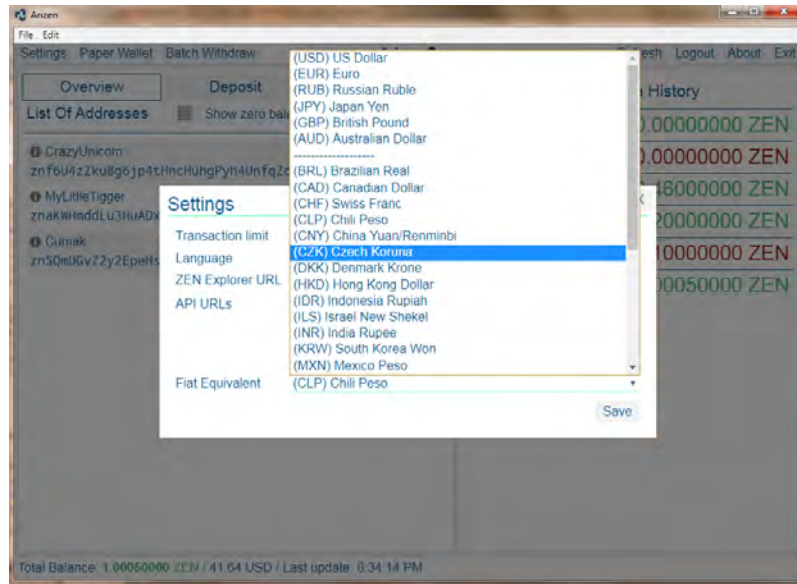 Arizen
File Edit
Settings Paper Wallet Batch Withdraw Logout About Exit
Overview Deposit History
List Of Addresses Show zero
CrazyUnicorn
MyLittleTigger
Cumak
0.00000000 ZEN
0.00000000 ZEN
46000000 ZEN
20000000 ZEN
10000000 ZEN
00050000 ZEN
Settings
Transaction limit
Language
ZEN Explorer URL
API URLs
(USD) US Dollar
(EUR) Euro
(RUB) Russian Ruble
(JPY) Japan Yen
(GBP) British Pound
(AUD) Australian Dollar
-------------------
(BRL) Brazilian Real
(CAD) Canadian Dollar
(CHF) Swiss Franc
(CLP) Chili Peso
(CNY) China Yuan/Renminbi
(CZK) Czech Koruna
(DKK) Denmark Krone
(HKD) Hong Kong Dollar
(IDR) Indonesia Rupiah
(ILS) Israel New Shekel
(INR) India Rupee
(KRW) South Korea Won
(MXN) Mexico Peso
Fiat Equivalent (CLP) Chili Peso
Save
Total Balance: 1.00050000 ZEN / 41.64 USD / Last update: 6:34:14 PM